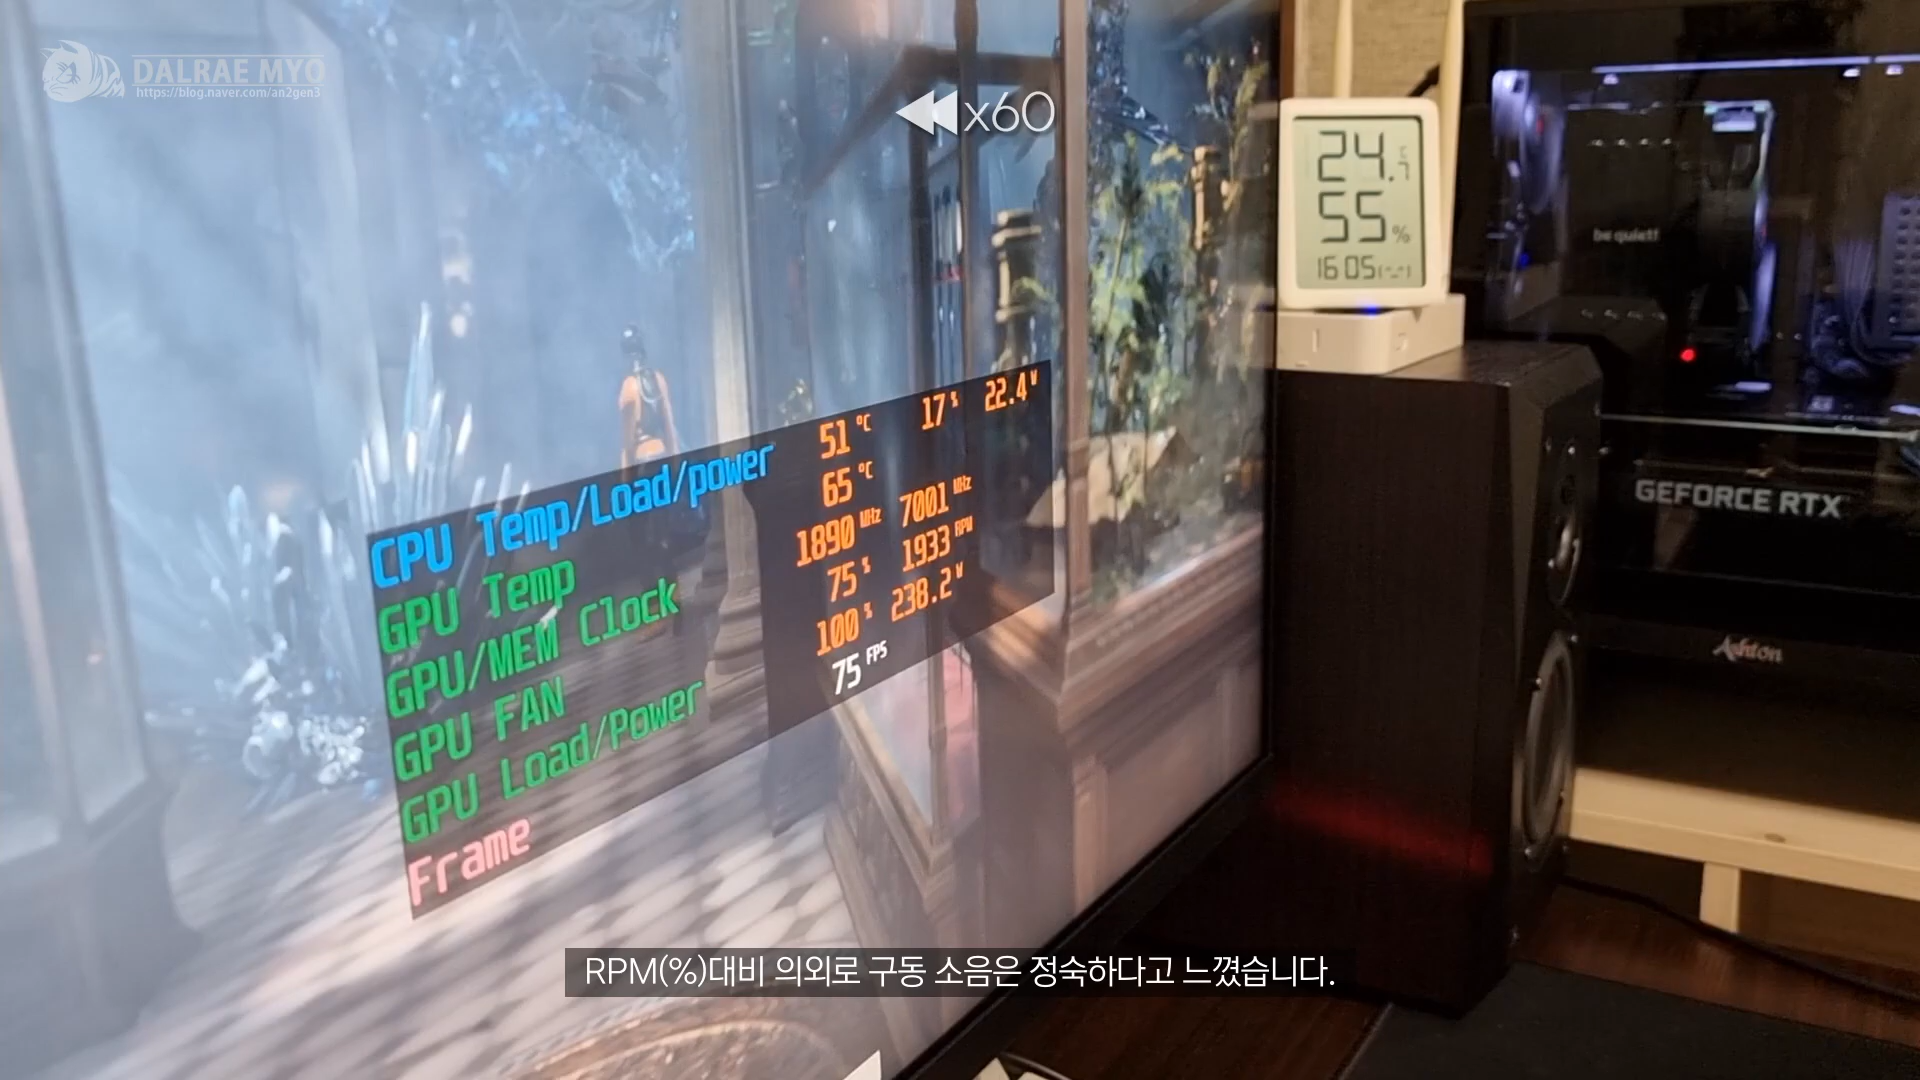 DALRAE MYO
https://blog.naver.com/an2gen3
x60
24.7 °C
55 %
16:05
be quiet!
GEFORCE RTX
Ashton
CPU Temp/Load/power 51 °C 17 % 22.4 W
GPU Temp 65 °C
GPU/MEM Clock 1890 MHz 7001 MHz
GPU FAN 75 % 1933 RPM
GPU Load/Power 100 % 238.2 W
Frame 75 FPS
RPM(%)대비 의외로 구동 소음은 정숙하다고 느꼈습니다.